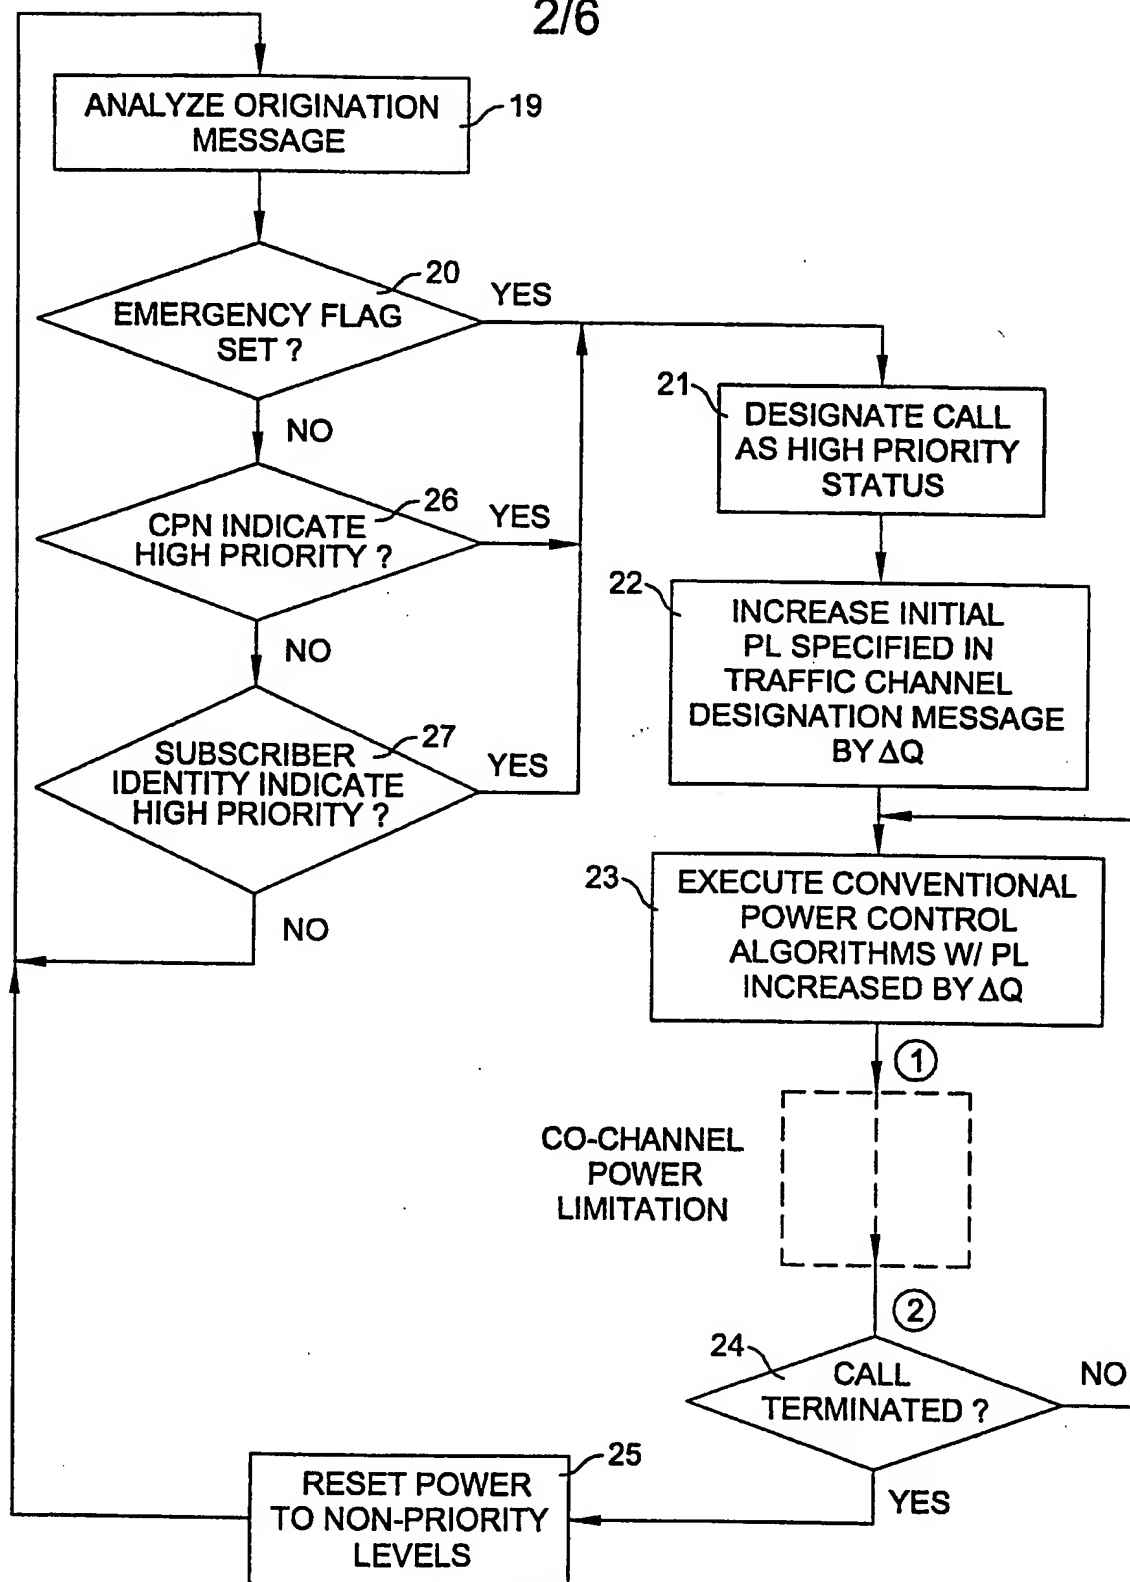 2/6
ANALYZE ORIGINATION
MESSAGE
19
20
EMERGENCY FLAG
SET ?
YES
NO
21
DESIGNATE CALL
AS HIGH PRIORITY
STATUS
26
CPN INDICATE
HIGH PRIORITY ?
YES
NO
22
INCREASE INITIAL
PL SPECIFIED IN
TRAFFIC CHANNEL
DESIGNATION MESSAGE
BY ΔQ
27
SUBSCRIBER
IDENTITY INDICATE
HIGH PRIORITY ?
YES
NO
23
EXECUTE CONVENTIONAL
POWER CONTROL
ALGORITHMS W/ PL
INCREASED BY ΔQ
1
CO-CHANNEL
POWER
LIMITATION
2
24
CALL
TERMINATED ?
NO
YES
25
RESET POWER
TO NON-PRIORITY
LEVELS